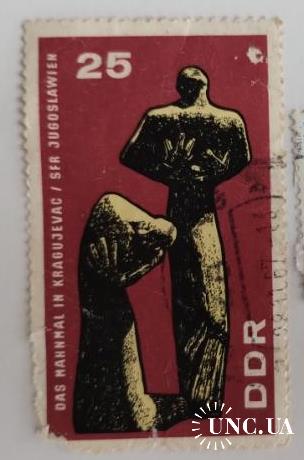 25
DAS MAHNMAL IN KRAGUJEVAC / SFR JUGOSLAWIEN
DDR
UNC.UA